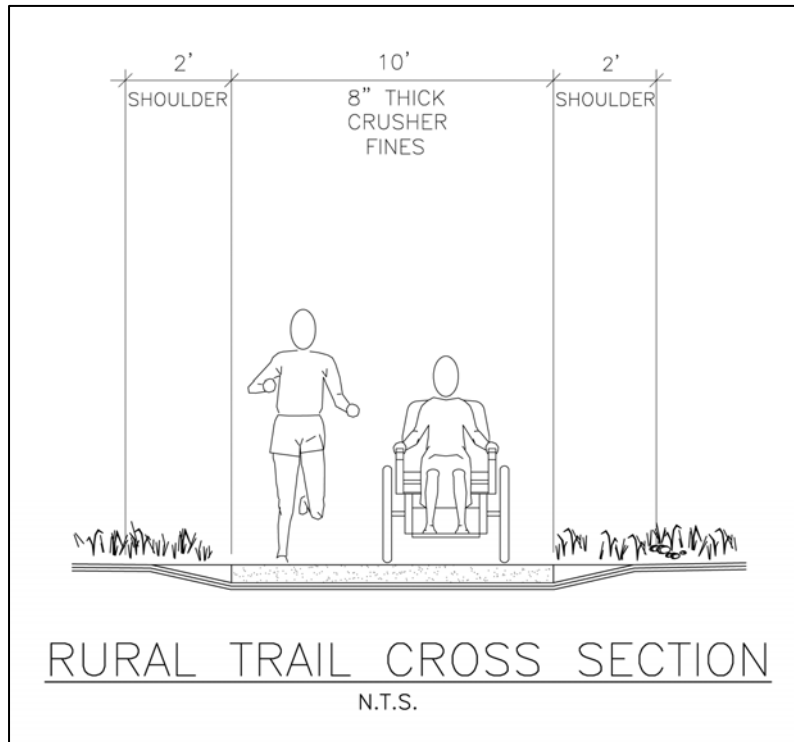 2’ 10’ 2’
SHOULDER 8” THICK SHOULDER
CRUSHER
FINES
RURAL TRAIL CROSS SECTION
N.T.S.